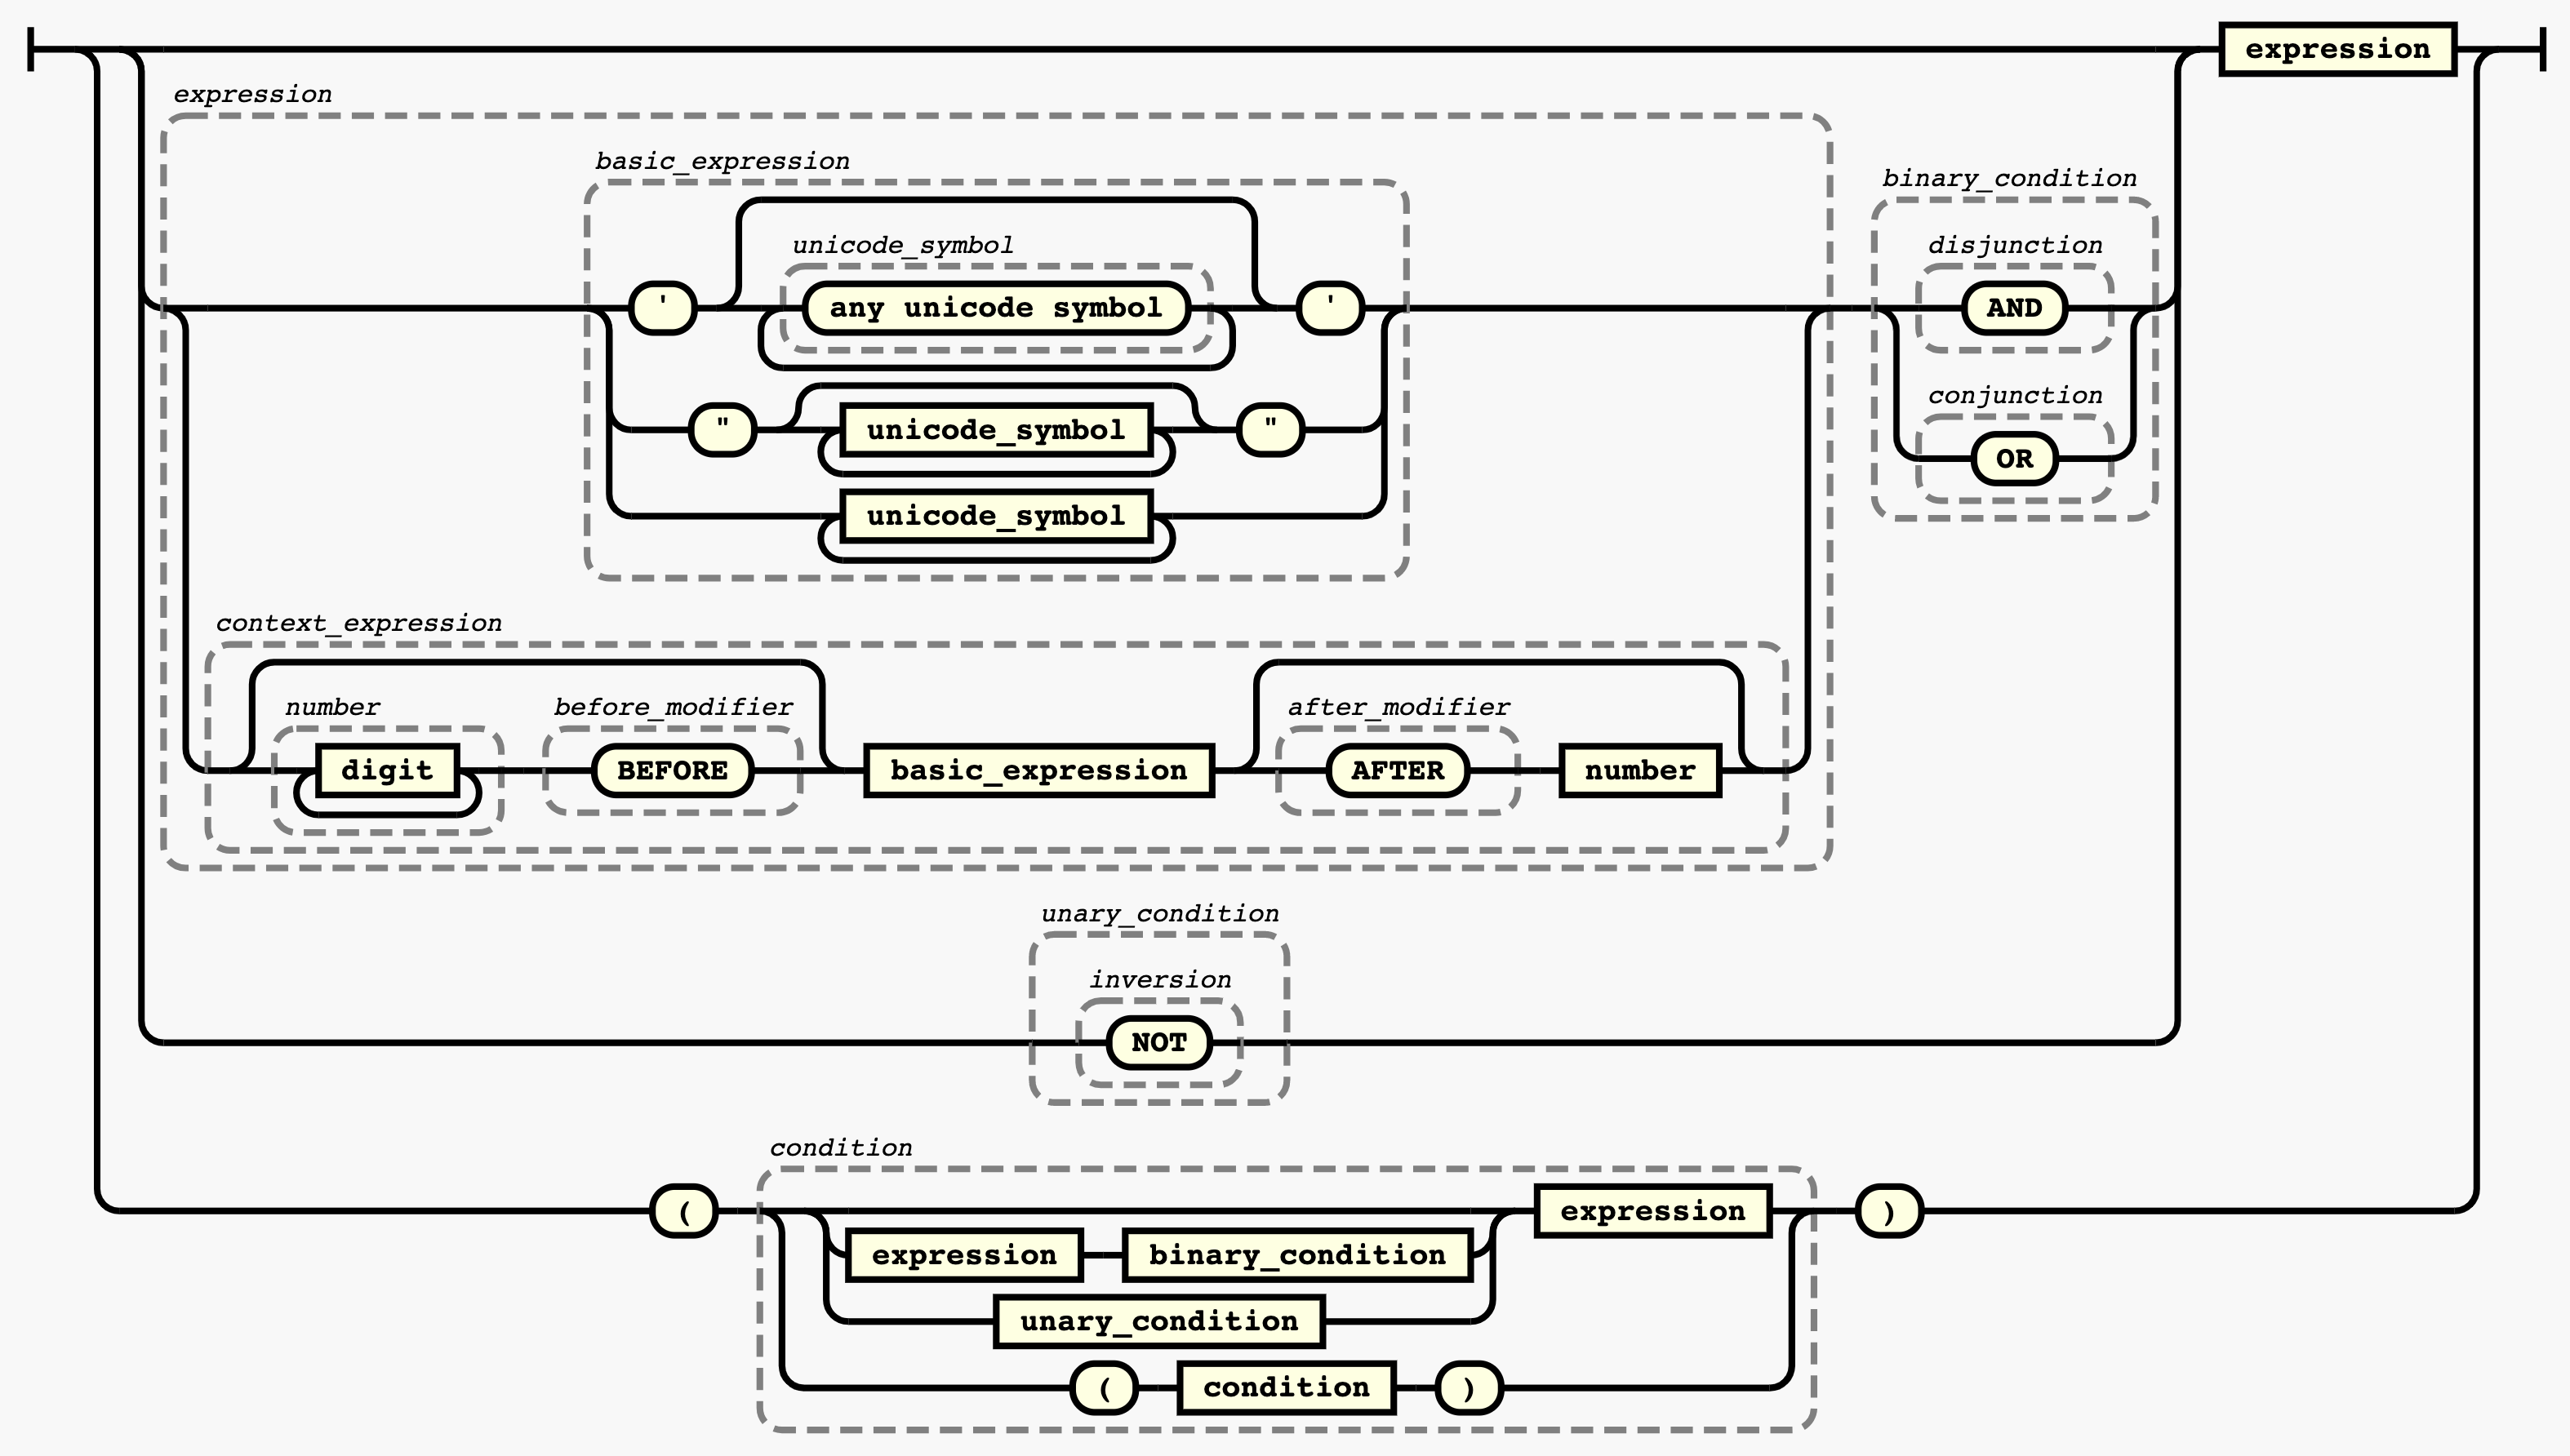 expression
expression
basic_expression
binary_condition
unicode_symbol
disjunction
' any unicode symbol '
AND
conjunction
" unicode_symbol "
OR
unicode_symbol
context_expression
number before_modifier after_modifier
digit BEFORE basic_expression AFTER number
unary_condition
inversion
NOT
condition
( expression )
expression binary_condition
unary_condition
( condition )